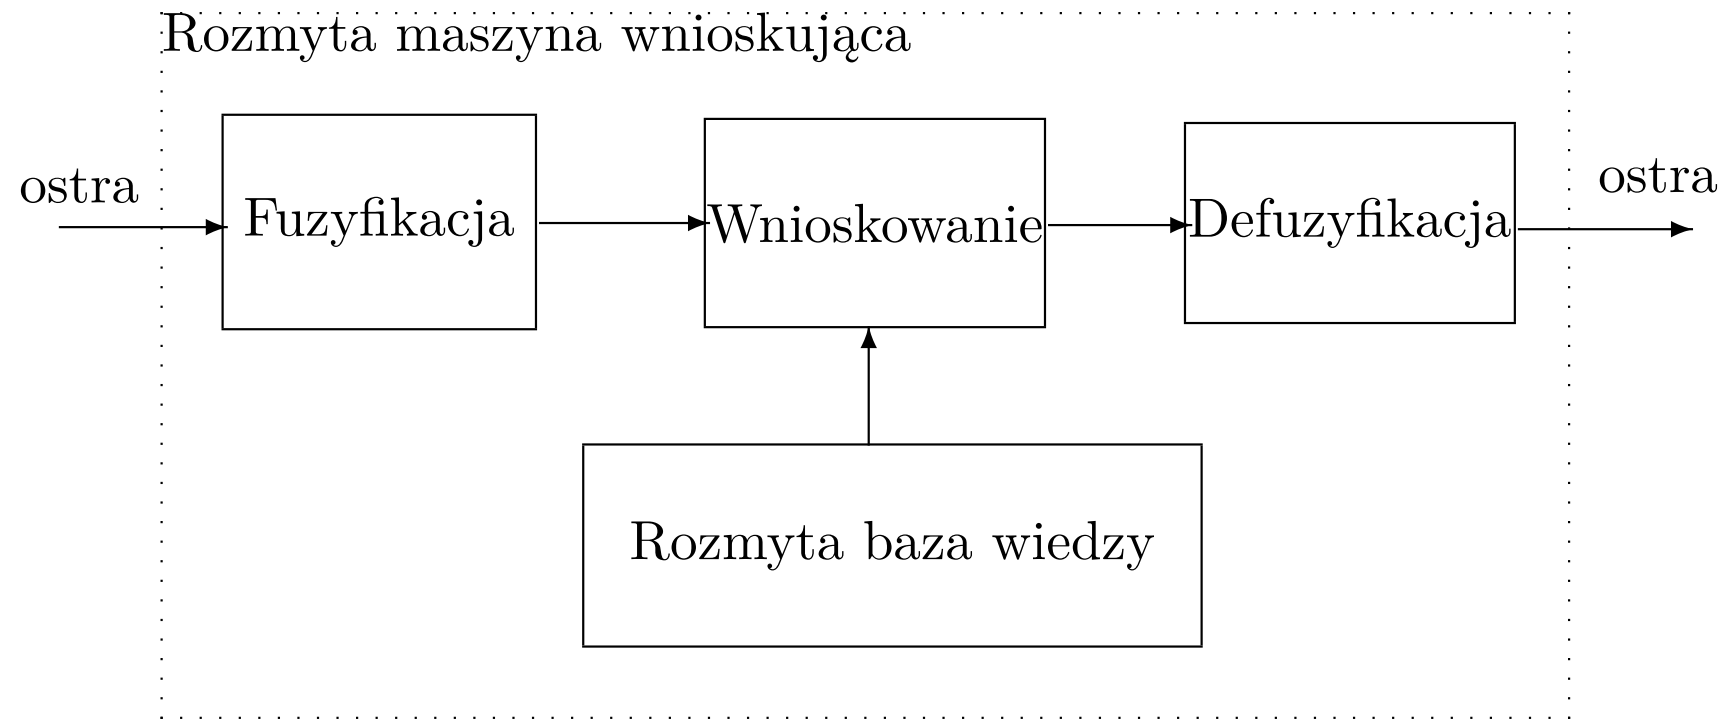 Rozmyta maszyna wnioskująca
ostra
Fuzyfikacja
Wnioskowanie
Defuzyfikacja
ostra
Rozmyta baza wiedzy